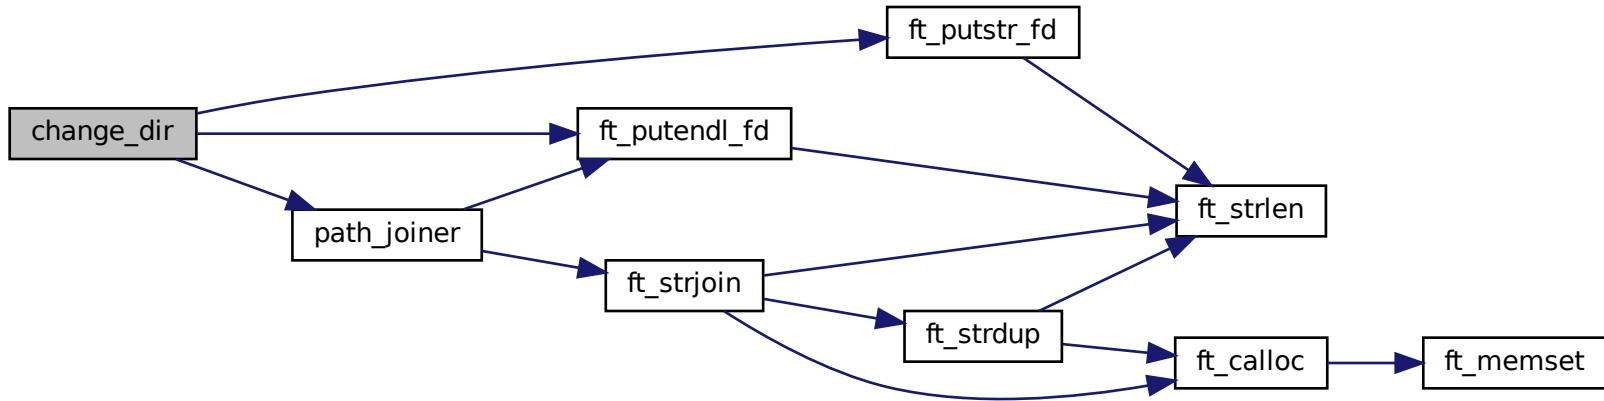 ft_putstr_fd
change_dir
ft_putendl_fd
ft_strlen
path_joiner
ft_strjoin
ft_strdup
ft_calloc
ft_memset